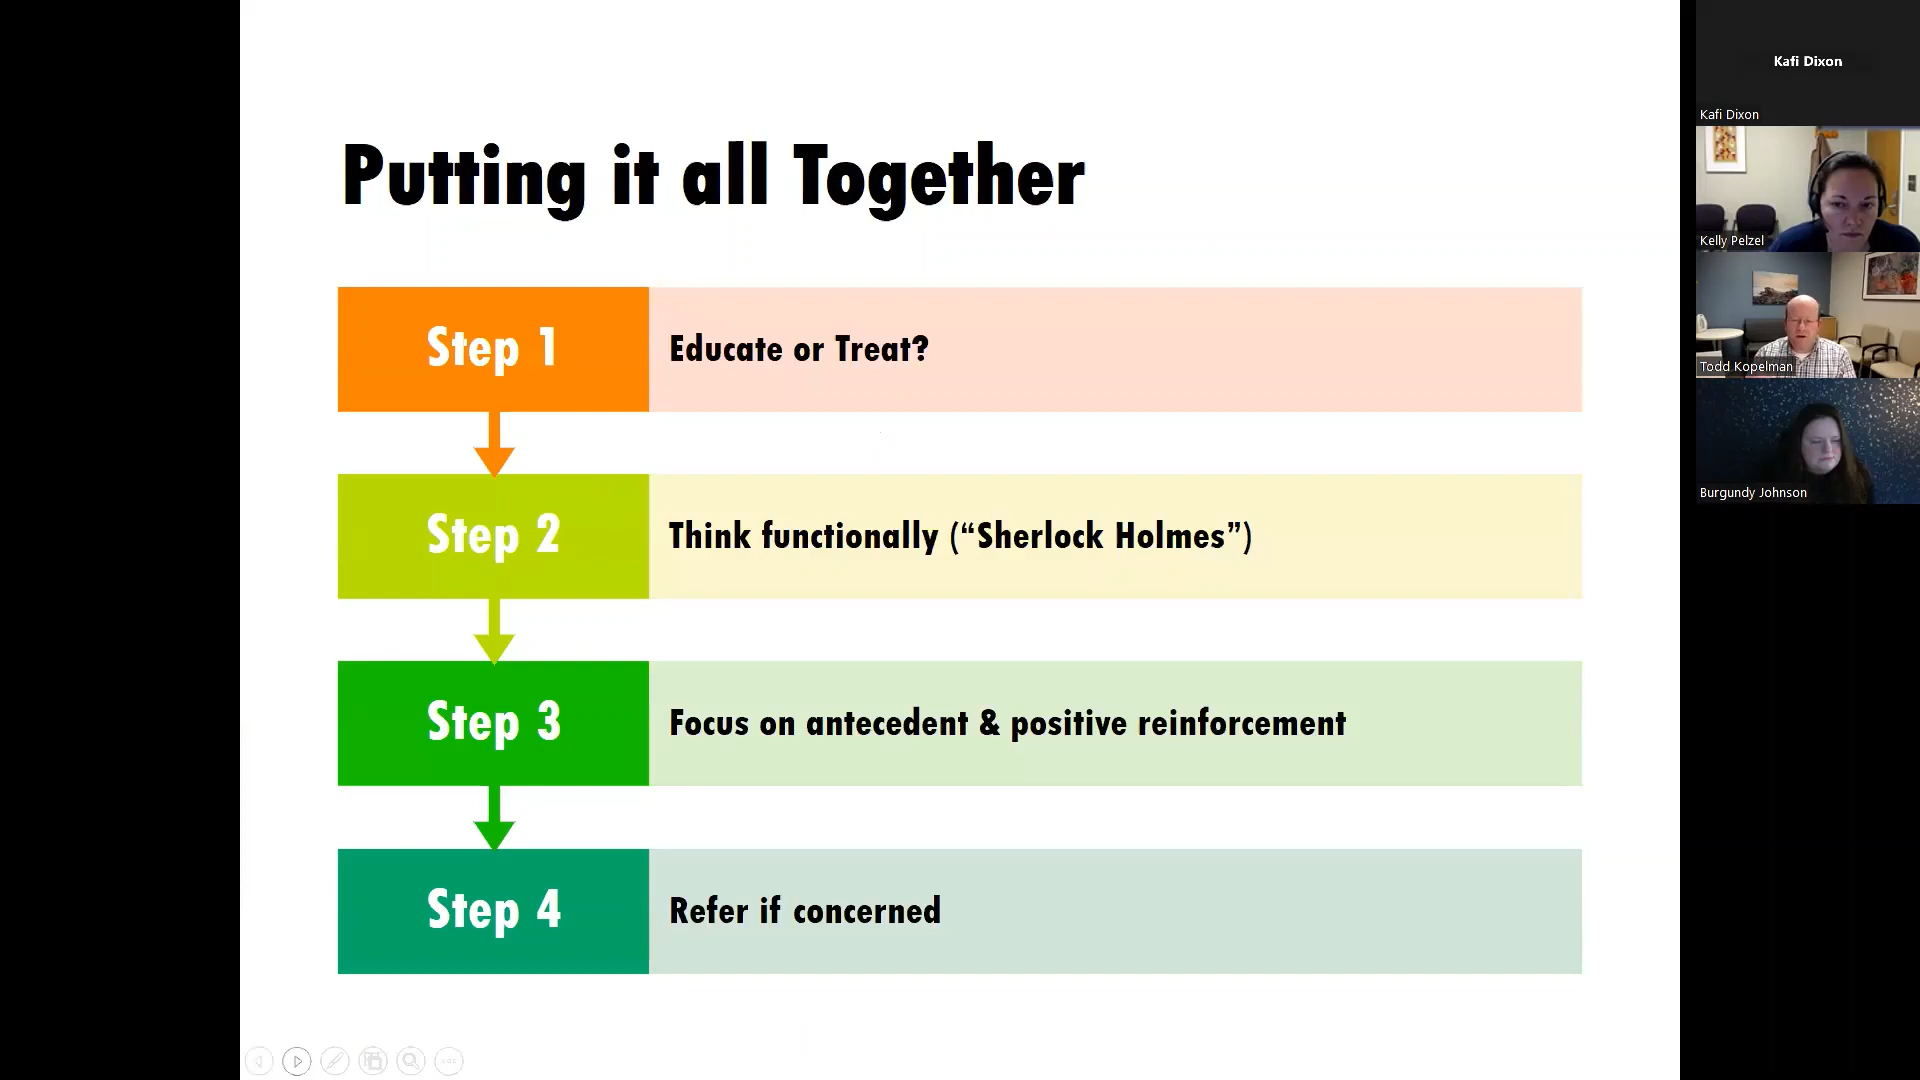 Putting it all Together
Step 1
Educate or Treat?
Step 2
Think functionally (“Sherlock Holmes”)
Step 3
Focus on antecedent & positive reinforcement
Step 4
Refer if concerned
Kafi Dixon
Kafi Dixon
Kelly Pelzel
Todd Kopelman
Burgundy Johnson